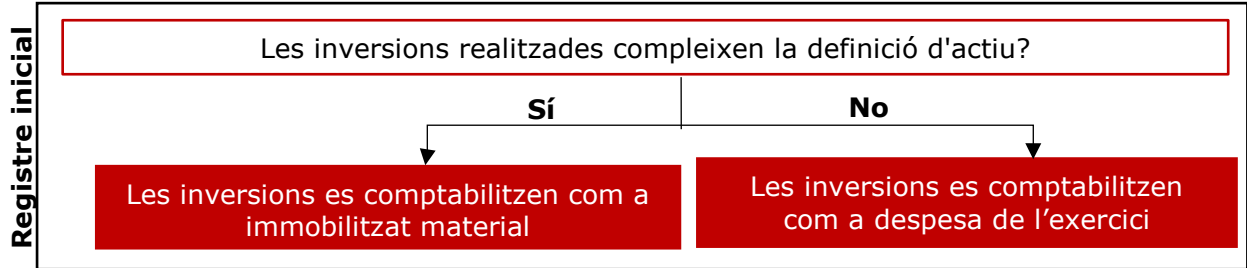 Registre inicial
Les inversions realitzades compleixen la definició d'actiu?
Sí
No
Les inversions es comptabilitzen com a
immobilitzat material
Les inversions es comptabilitzen
com a despesa de l’exercici